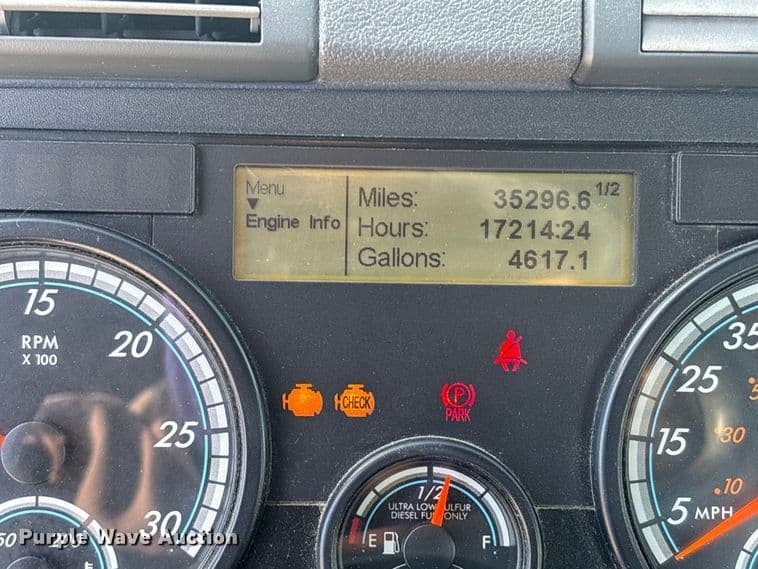 Menu
Engine Info
Miles: 35296.6 1/2
Hours: 17214:24
Gallons: 4617.1
15
RPM
X 100
20
25
30
CHECK
P
PARK
1/2
ULTRA LOW SULFUR
DIESEL FUEL ONLY
E F
35
25
15
30
10
5 MPH
50
Purple Wave Auction